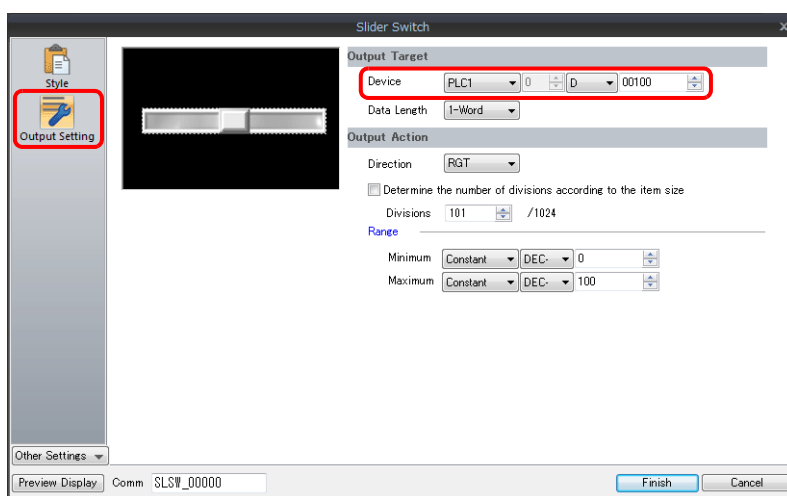 Slider Switch
x
Style
Output Setting
Output Target
Device PLC1 0 D 00100
Data Length 1-Word
Output Action
Direction RGT
Determine the number of divisions according to the item size
Divisions 101 /1024
Range
Minimum Constant DEC- 0
Maximum Constant DEC- 100
Other Settings
Preview Display Comm SLSW_00000 Finish Cancel